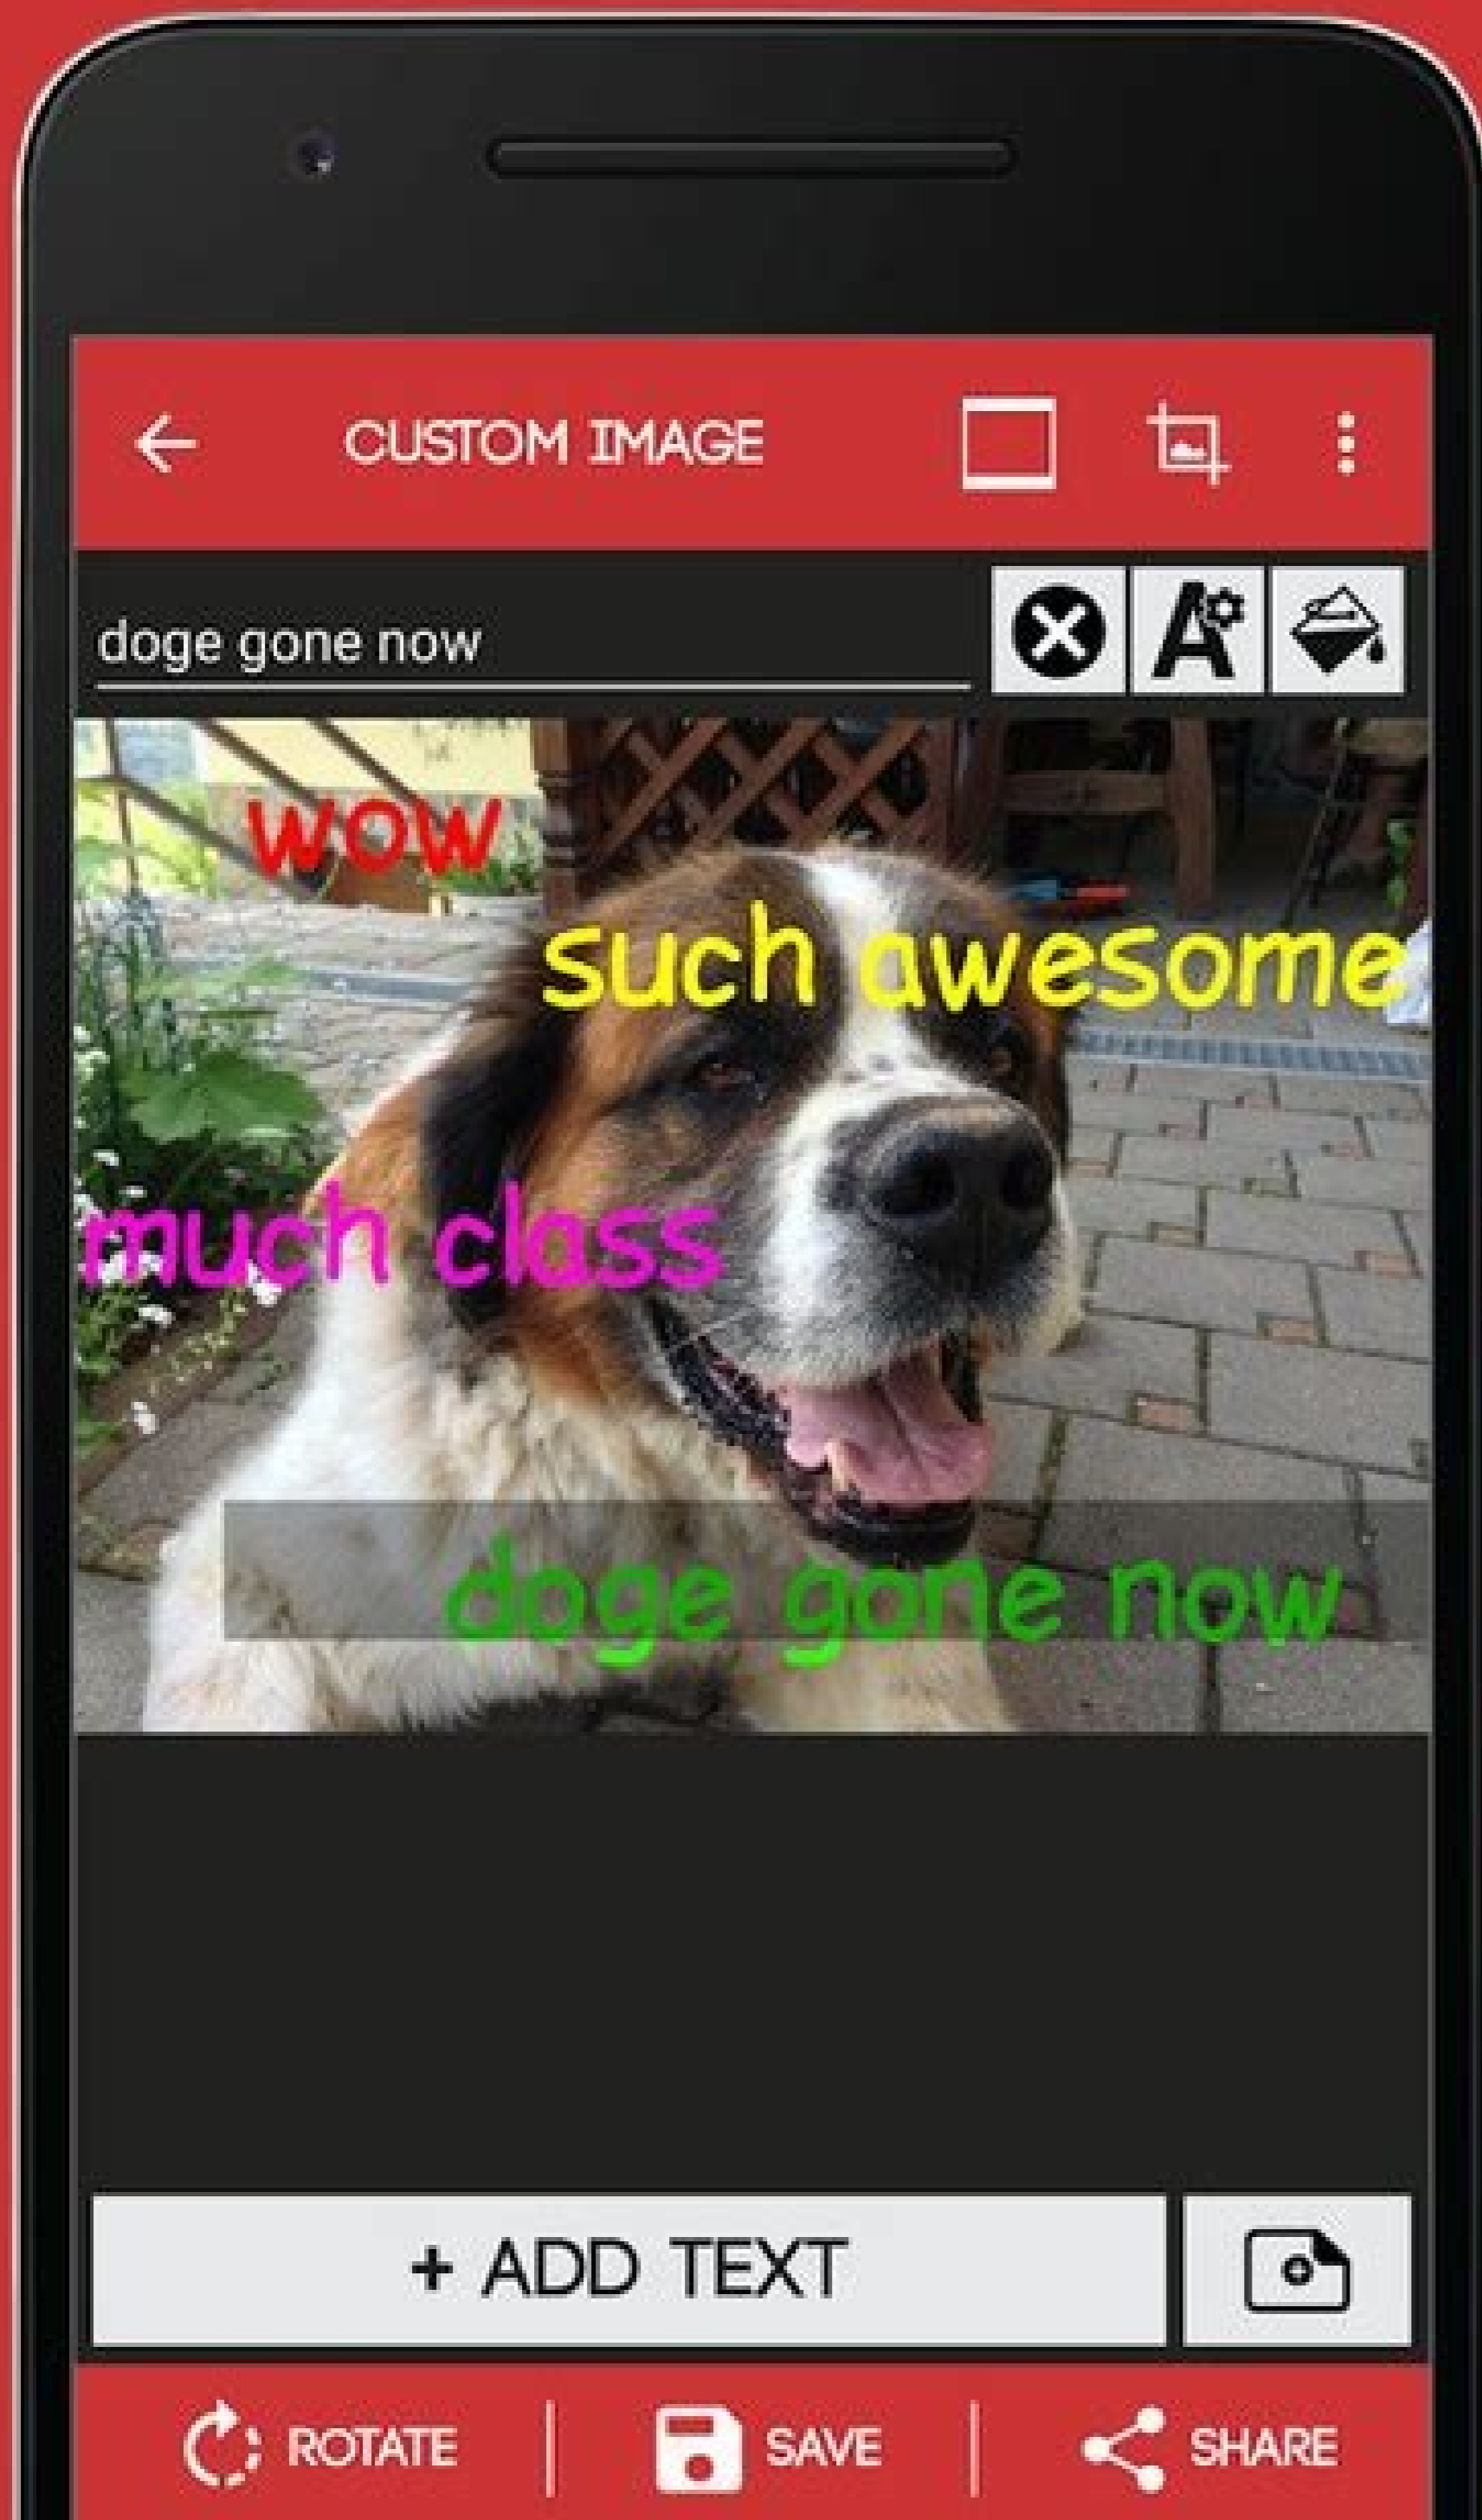 CUSTOM IMAGE
doge gone now
wow
such awesome
much class
doge gone now
+ ADD TEXT
ROTATE
SAVE
SHARE